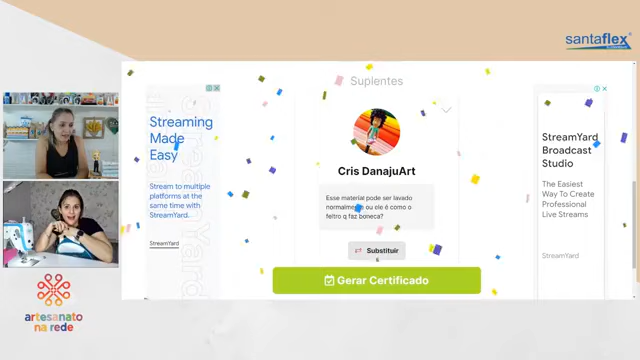 santaflex
Suplentes
Streaming
Made
Easy
Stream to multiple
platforms at the
same time with
StreamYard.
StreamYard
Cris DanajuArt
Esse material pode ser lavado
normalmente ou ele é como o
feitro q faz boneca?
Substituir
Gerar Certificado
StreamYard
Broadcast
Studio
The Easiest
Way To Create
Professional
Live Streams
StreamYard
artesanato
na rede